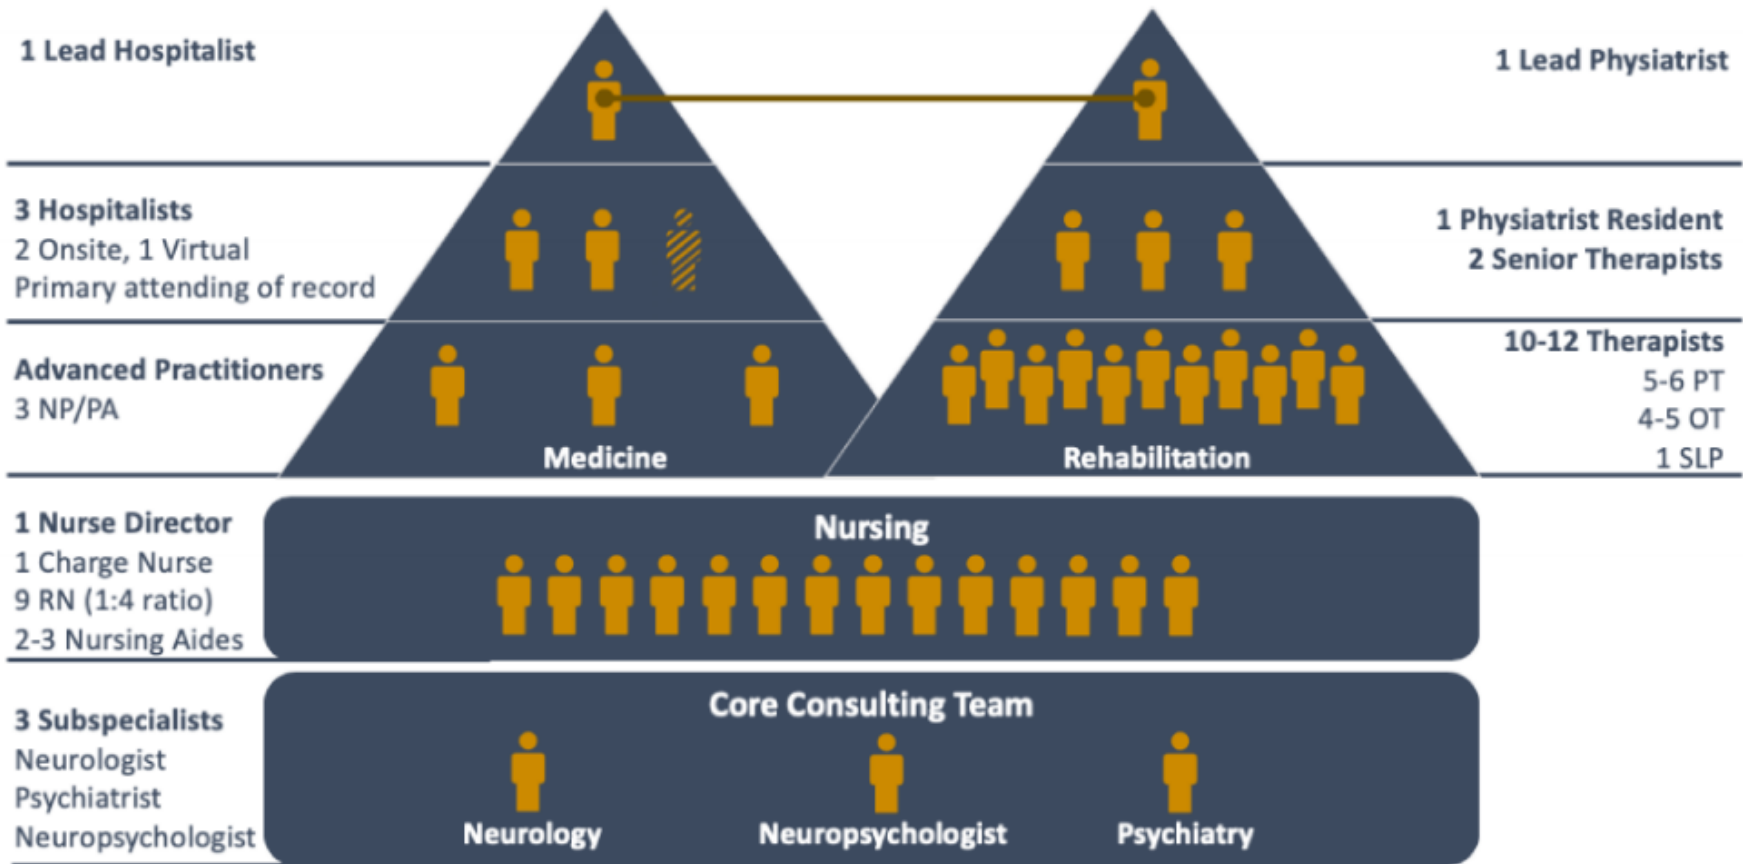 1 Lead Hospitalist
1 Lead Physiatrist
3 Hospitalists
2 Onsite, 1 Virtual
Primary attending of record
1 Physiatrist Resident
2 Senior Therapists
Advanced Practitioners
3 NP/PA
10-12 Therapists
5-6 PT
4-5 OT
1 SLP
Medicine
Rehabilitation
1 Nurse Director
1 Charge Nurse
9 RN (1:4 ratio)
2-3 Nursing Aides
Nursing
3 Subspecialists
Neurologist
Psychiatrist
Neuropsychologist
Core Consulting Team
Neurology
Neuropsychologist
Psychiatry